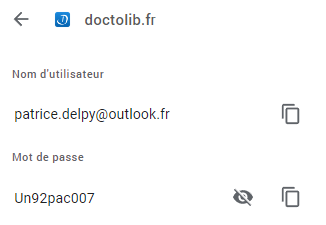 doctolib.fr
Nom d'utilisateur
patrice.delpy@outlook.fr
Mot de passe
Un92pac007